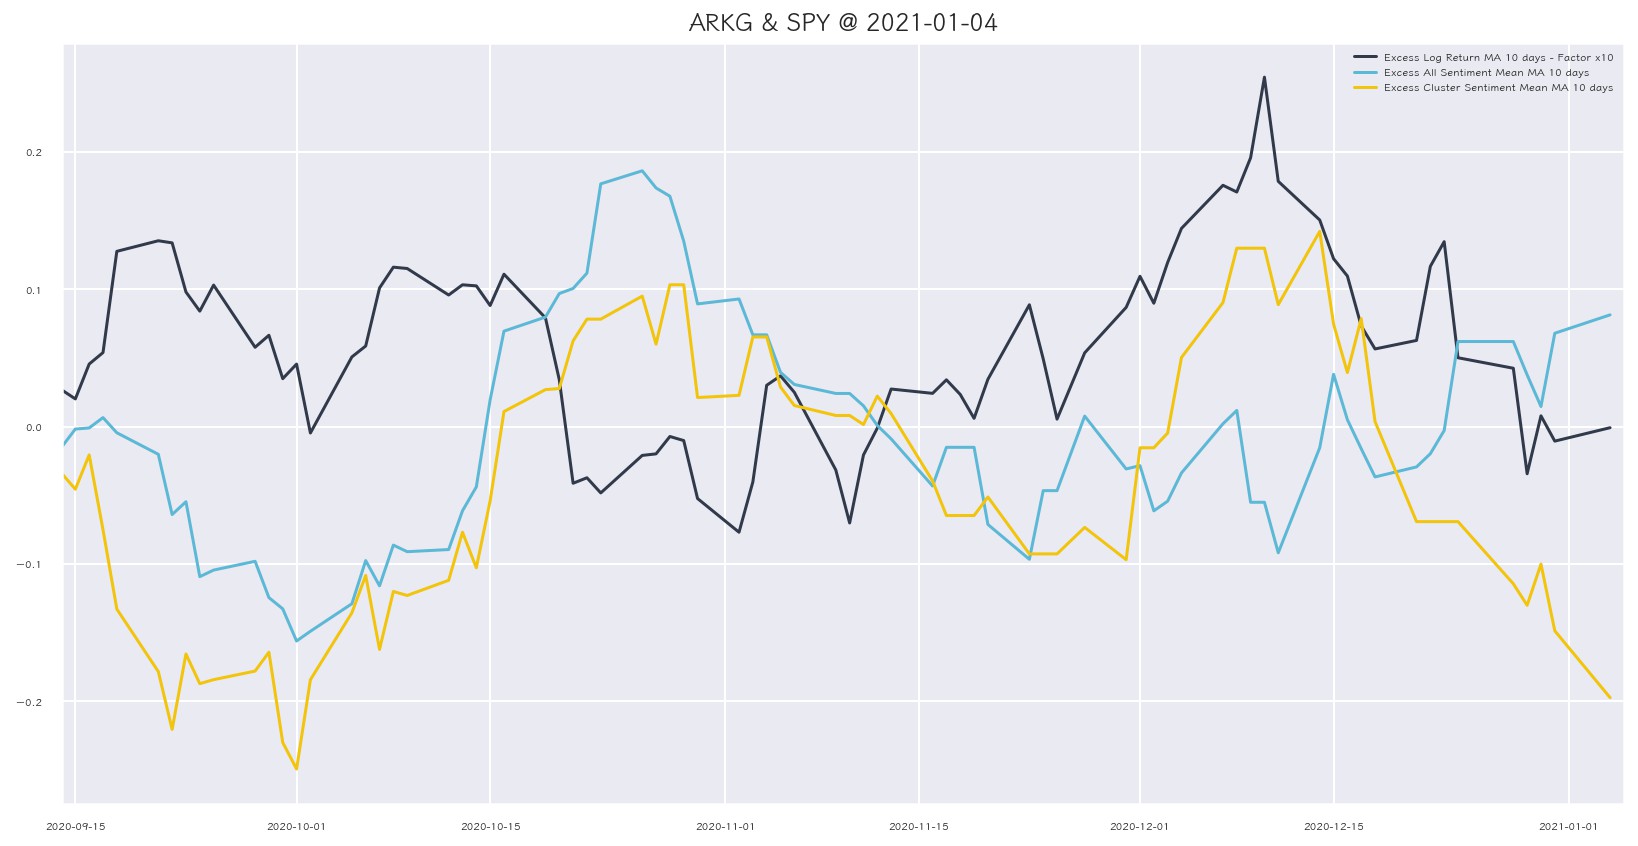 ARKG & SPY @ 2021-01-04
Excess Log Return MA 10 days - Factor x10
Excess All Sentiment Mean MA 10 days
Excess Cluster Sentiment Mean MA 10 days
0.2
0.1
0.0
−0.1
−0.2
2020-09-15 2020-10-01 2020-10-15 2020-11-01 2020-11-15 2020-12-01 2020-12-15 2021-01-01